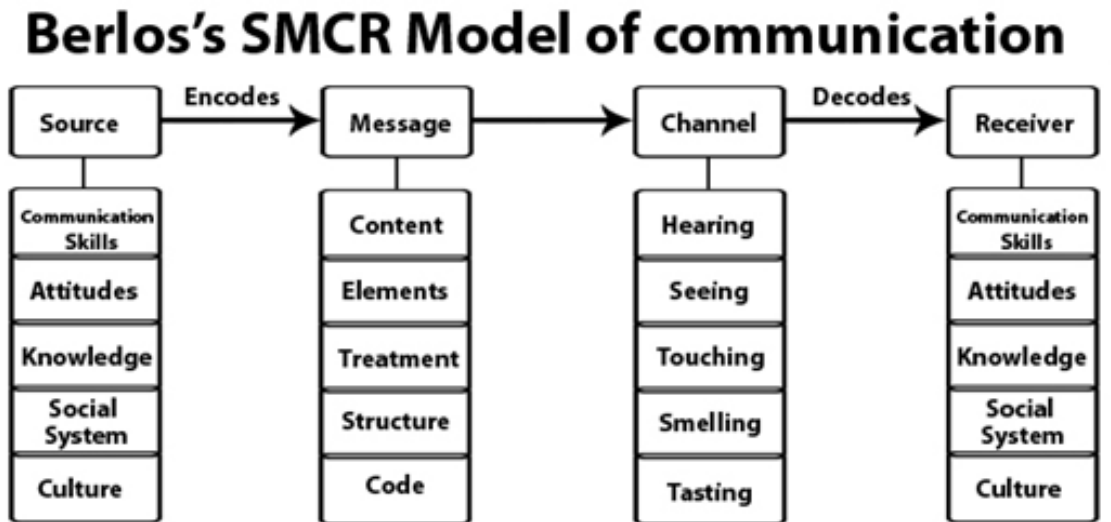 Berlos's SMCR Model of communication
Source
Encodes
Message
Channel
Decodes
Receiver
Communication
Skills
Attitudes
Knowledge
Social
System
Culture
Content
Elements
Treatment
Structure
Code
Hearing
Seeing
Touching
Smelling
Tasting
Communication
Skills
Attitudes
Knowledge
Social
System
Culture